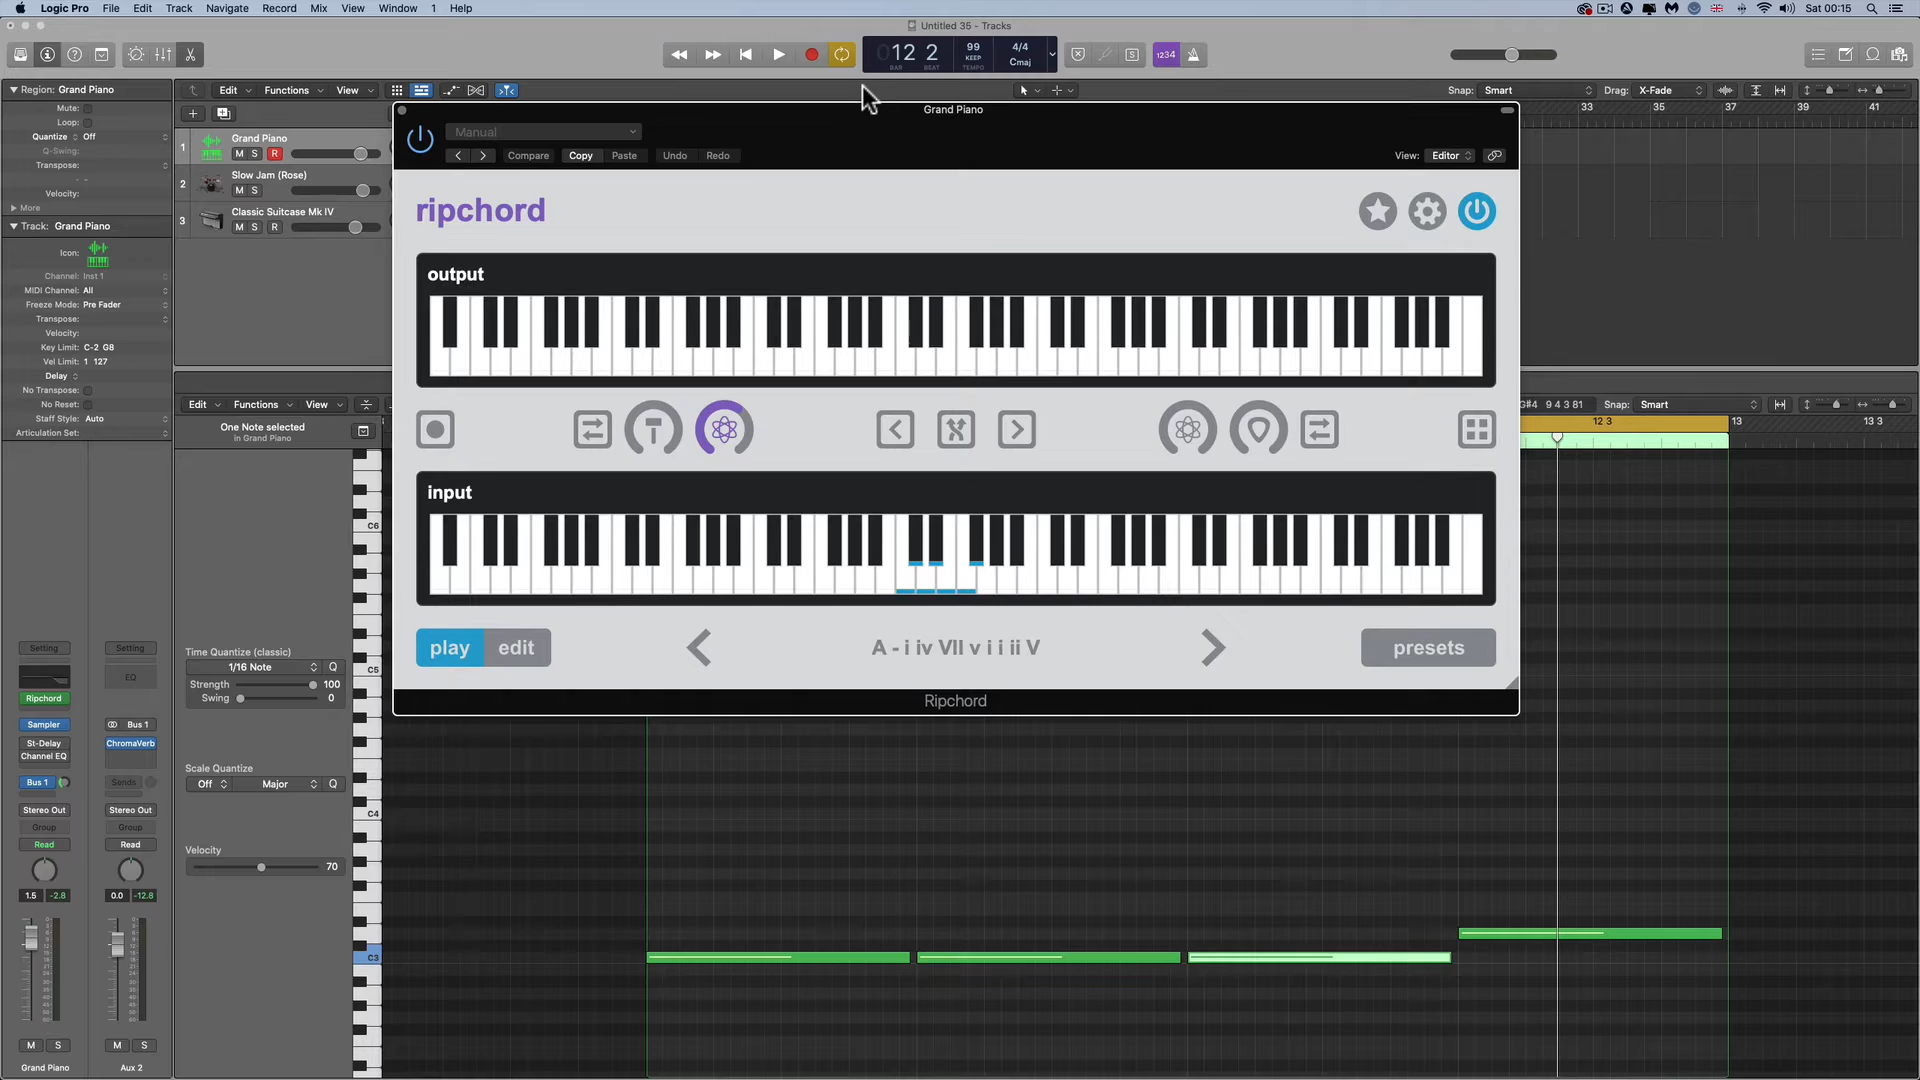 Logic Pro File Edit Track Navigate Record Mix View Window 1 Help Sat 00:15
Untitled 35 - Tracks
12 2 99 4/4
BAR BEAT KEEP TEMPO Cmaj
1234
Region: Grand Piano
Edit Functions View
Snap: Smart Drag: X-Fade
Mute:
Loop:
Quantize Off
Q-Swing:
Transpose:
Velocity:
More
33 35 37 39 41
1 Grand Piano
M S R
2 Slow Jam (Rose)
M S
3 Classic Suitcase Mk IV
M S R
Track: Grand Piano
Icon:
Channel: Inst 1
MIDI Channel: All
Freeze Mode: Pre Fader
Transpose:
Velocity:
Key Limit: C-2 G8
Vel Limit: 1 127
Delay
No Transpose:
No Reset:
Staff Style: Auto
Articulation Set:
Grand Piano
Manual
Compare Copy Paste Undo Redo
View: Editor
ripchord
output
input
play edit
A - i iv VII v i i ii V
presets
Ripchord
Edit Functions View
G#4 9 4 3 81 Snap: Smart
12 3 13 13 3
One Note selected
in Grand Piano
C6
C5
C4
C3
Time Quantize (classic)
1/16 Note Q
Strength 100
Swing 0
Scale Quantize
Off Major Q
Velocity
70
Setting Setting
EQ
Ripchord
Sampler Bus 1
St-Delay ChromaVerb
Channel EQ
Bus 1 Sends
Stereo Out Stereo Out
Group Group
Read Read
1.5 -2.8 0.0 -12.8
M S M S
Grand Piano Aux 2